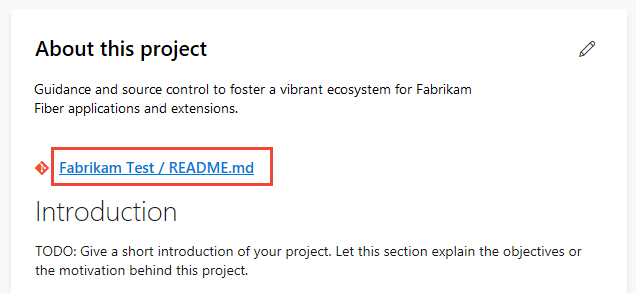 About this project
Guidance and source control to foster a vibrant ecosystem for Fabrikam
Fiber applications and extensions.
Fabrikam Test / README.md
Introduction
TODO: Give a short introduction of your project. Let this section explain the objectives or
the motivation behind this project.